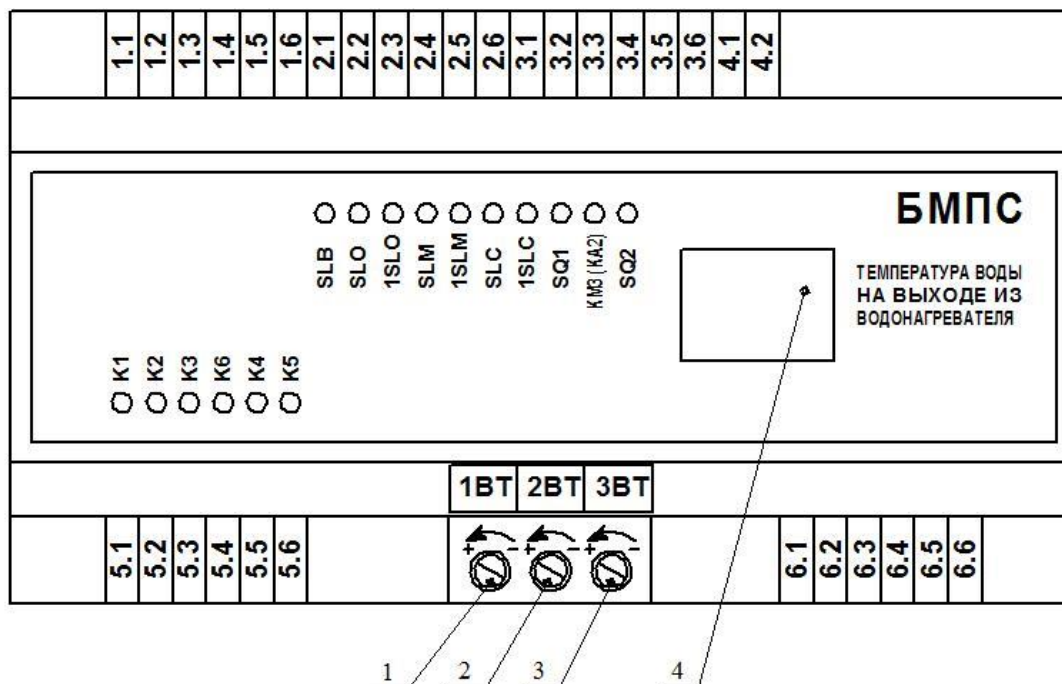 1.1 1.2 1.3 1.4 1.5 1.6 2.1 2.2 2.3 2.4 2.5 2.6 3.1 3.2 3.3 3.4 3.5 3.6 4.1 4.2
БМПС
SLB SLO 1SLO SLM 1SLM SLC 1SLC SQ1 КМ3 (КА2) SQ2
ТЕМПЕРАТУРА ВОДЫ
НА ВЫХОДЕ ИЗ
ВОДОНАГРЕВАТЕЛЯ
K1 K2 K3 K6 K4 K5
1ВТ 2ВТ 3ВТ
+ - + - + -
5.1 5.2 5.3 5.4 5.5 5.6 6.1 6.2 6.3 6.4 6.5 6.6
1 2 3 4